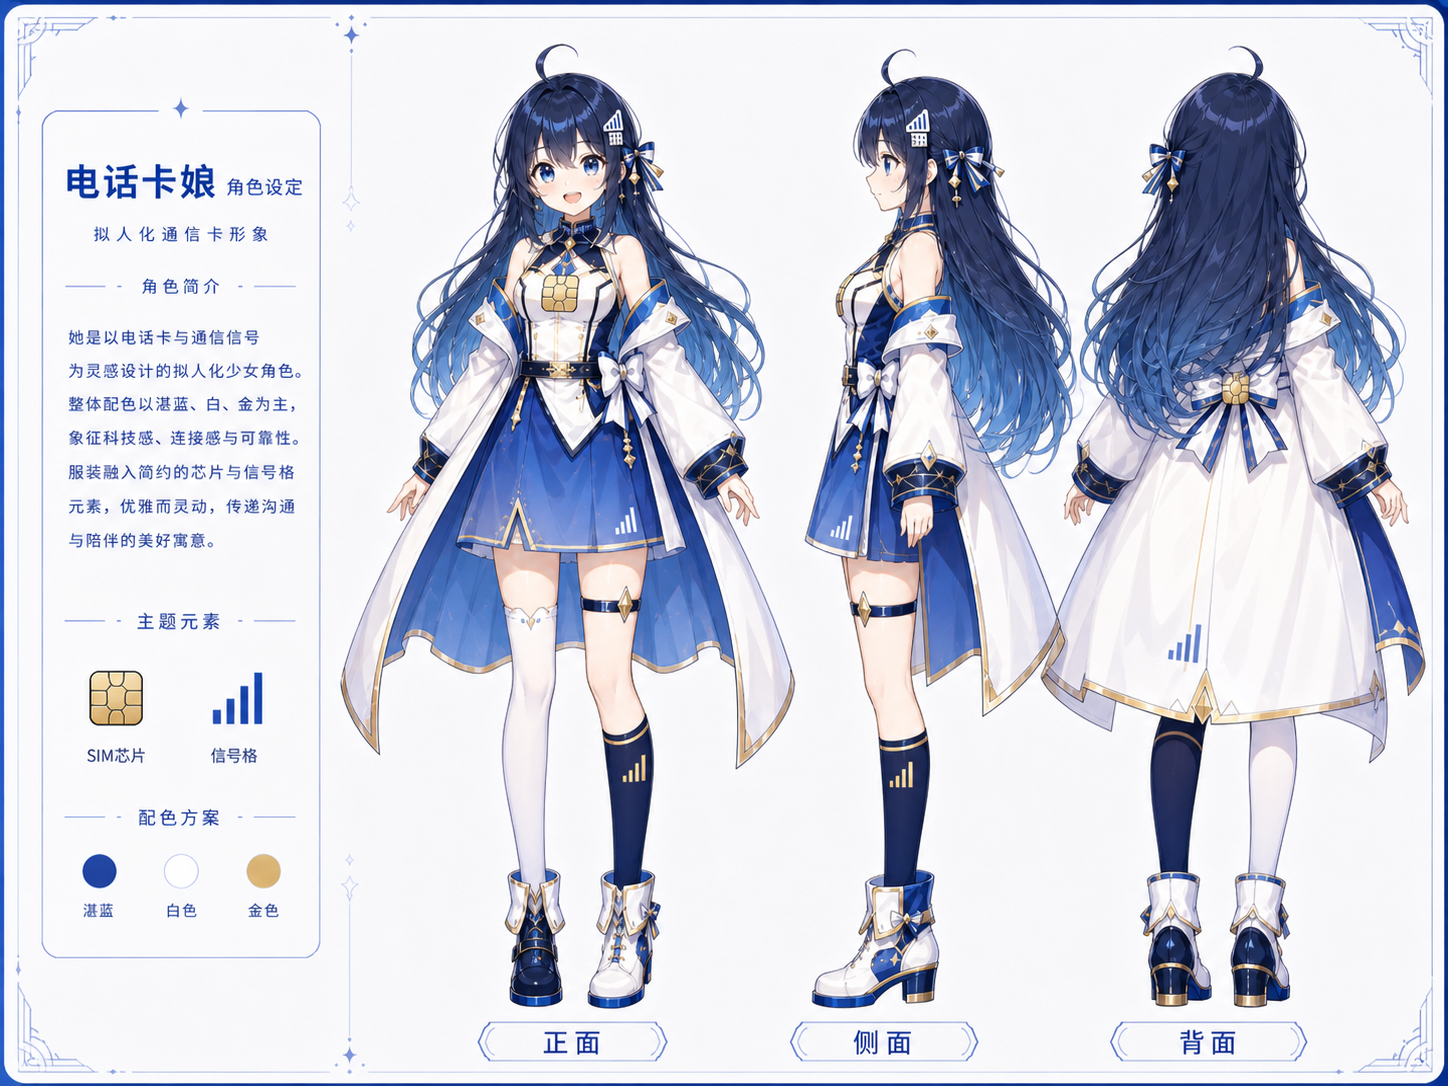 电话卡娘 角色设定
拟人化通信卡形象
角色简介
她是以电话卡与通信信号
为灵感设计的拟人化少女角色。
整体配色以湛蓝、白、金为主，
象征科技感、连接感与可靠性。
服装融入简约的芯片与信号格
元素，优雅而灵动，传递沟通
与陪伴的美好寓意。
主题元素
SIM芯片
信号格
配色方案
湛蓝
白色
金色
正面
侧面
背面